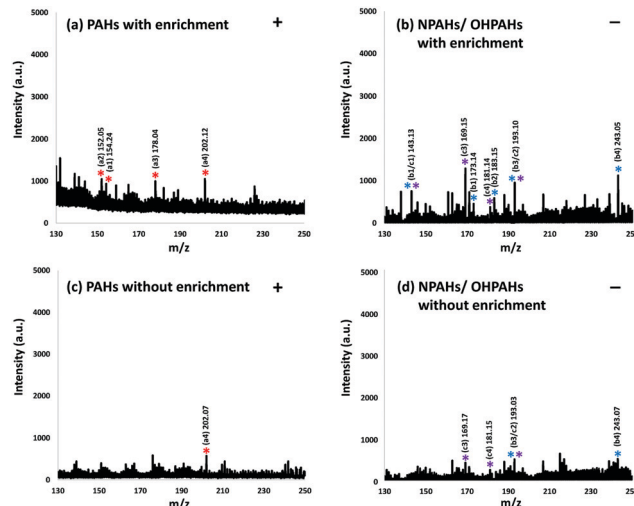 (a) PAHs with enrichment +
5000
4000
3000
2000
1000
0
Intensity (a.u.)
(a2) 152.05
(a1) 154.24
(a3) 178.04
(a4) 202.12
130 150 170 190 210 230 250
m/z
(b) NPAHs/ OHPAHs −
with enrichment
5000
4000
3000
2000
1000
0
Intensity (a.u.)
(b1/c1) 143.13
(c3) 169.15
(b1) 173.14
(c4) 181.14
(b2) 183.15
(b3/c2) 193.10
(b4) 243.05
130 150 170 190 210 230 250
m/z
(c) PAHs without enrichment +
5000
4000
3000
2000
1000
0
Intensity (a.u.)
(a4) 202.07
130 150 170 190 210 230 250
m/z
(d) NPAHs/ OHPAHs −
without enrichment
5000
4000
3000
2000
1000
0
Intensity (a.u.)
(c3) 169.17
(c4) 181.15
(b3/c2) 193.03
(b4) 243.07
130 150 170 190 210 230 250
m/z